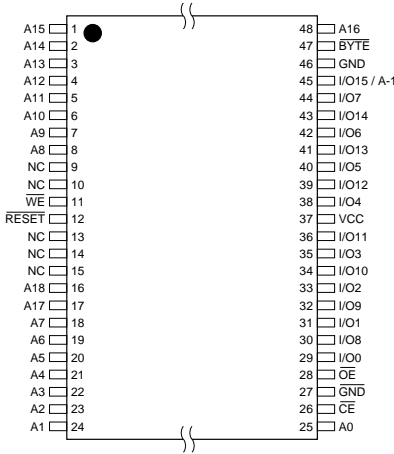 A15 1 48 A16
A14 2 47 BYTE
A13 3 46 GND
A12 4 45 I/O15 / A-1
A11 5 44 I/O7
A10 6 43 I/O14
A9 7 42 I/O6
A8 8 41 I/O13
NC 9 40 I/O5
NC 10 39 I/O12
WE 11 38 I/O4
RESET 12 37 VCC
NC 13 36 I/O11
NC 14 35 I/O3
NC 15 34 I/O10
A18 16 33 I/O2
A17 17 32 I/O9
A7 18 31 I/O1
A6 19 30 I/O8
A5 20 29 I/O0
A4 21 28 OE
A3 22 27 GND
A2 23 26 CE
A1 24 25 A0